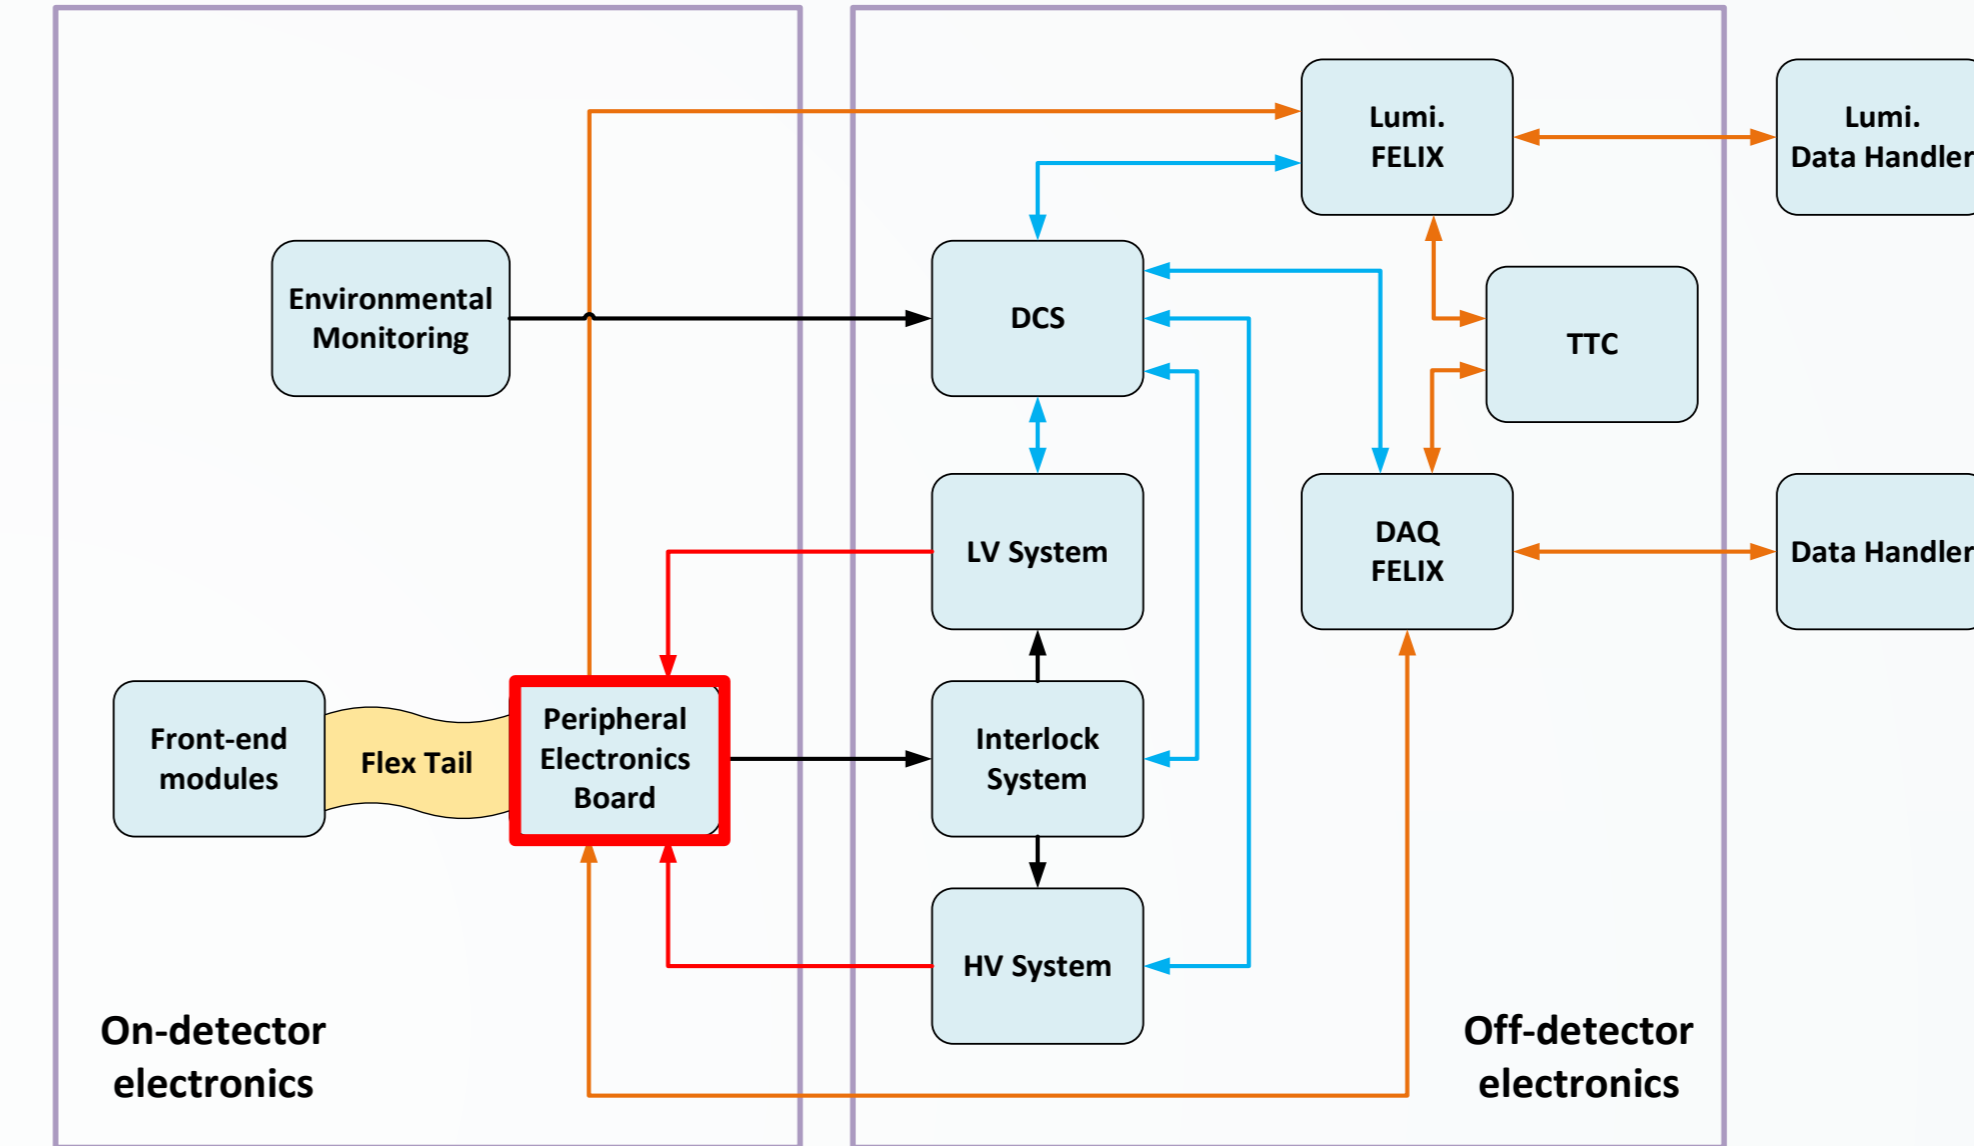 Lumi.
FELIX
Lumi.
Data Handler
Environmental
Monitoring
DCS
TTC
LV System
DAQ
FELIX
Data Handler
Front-end
modules
Flex Tail
Peripheral
Electronics
Board
Interlock
System
HV System
On-detector
electronics
Off-detector
electronics